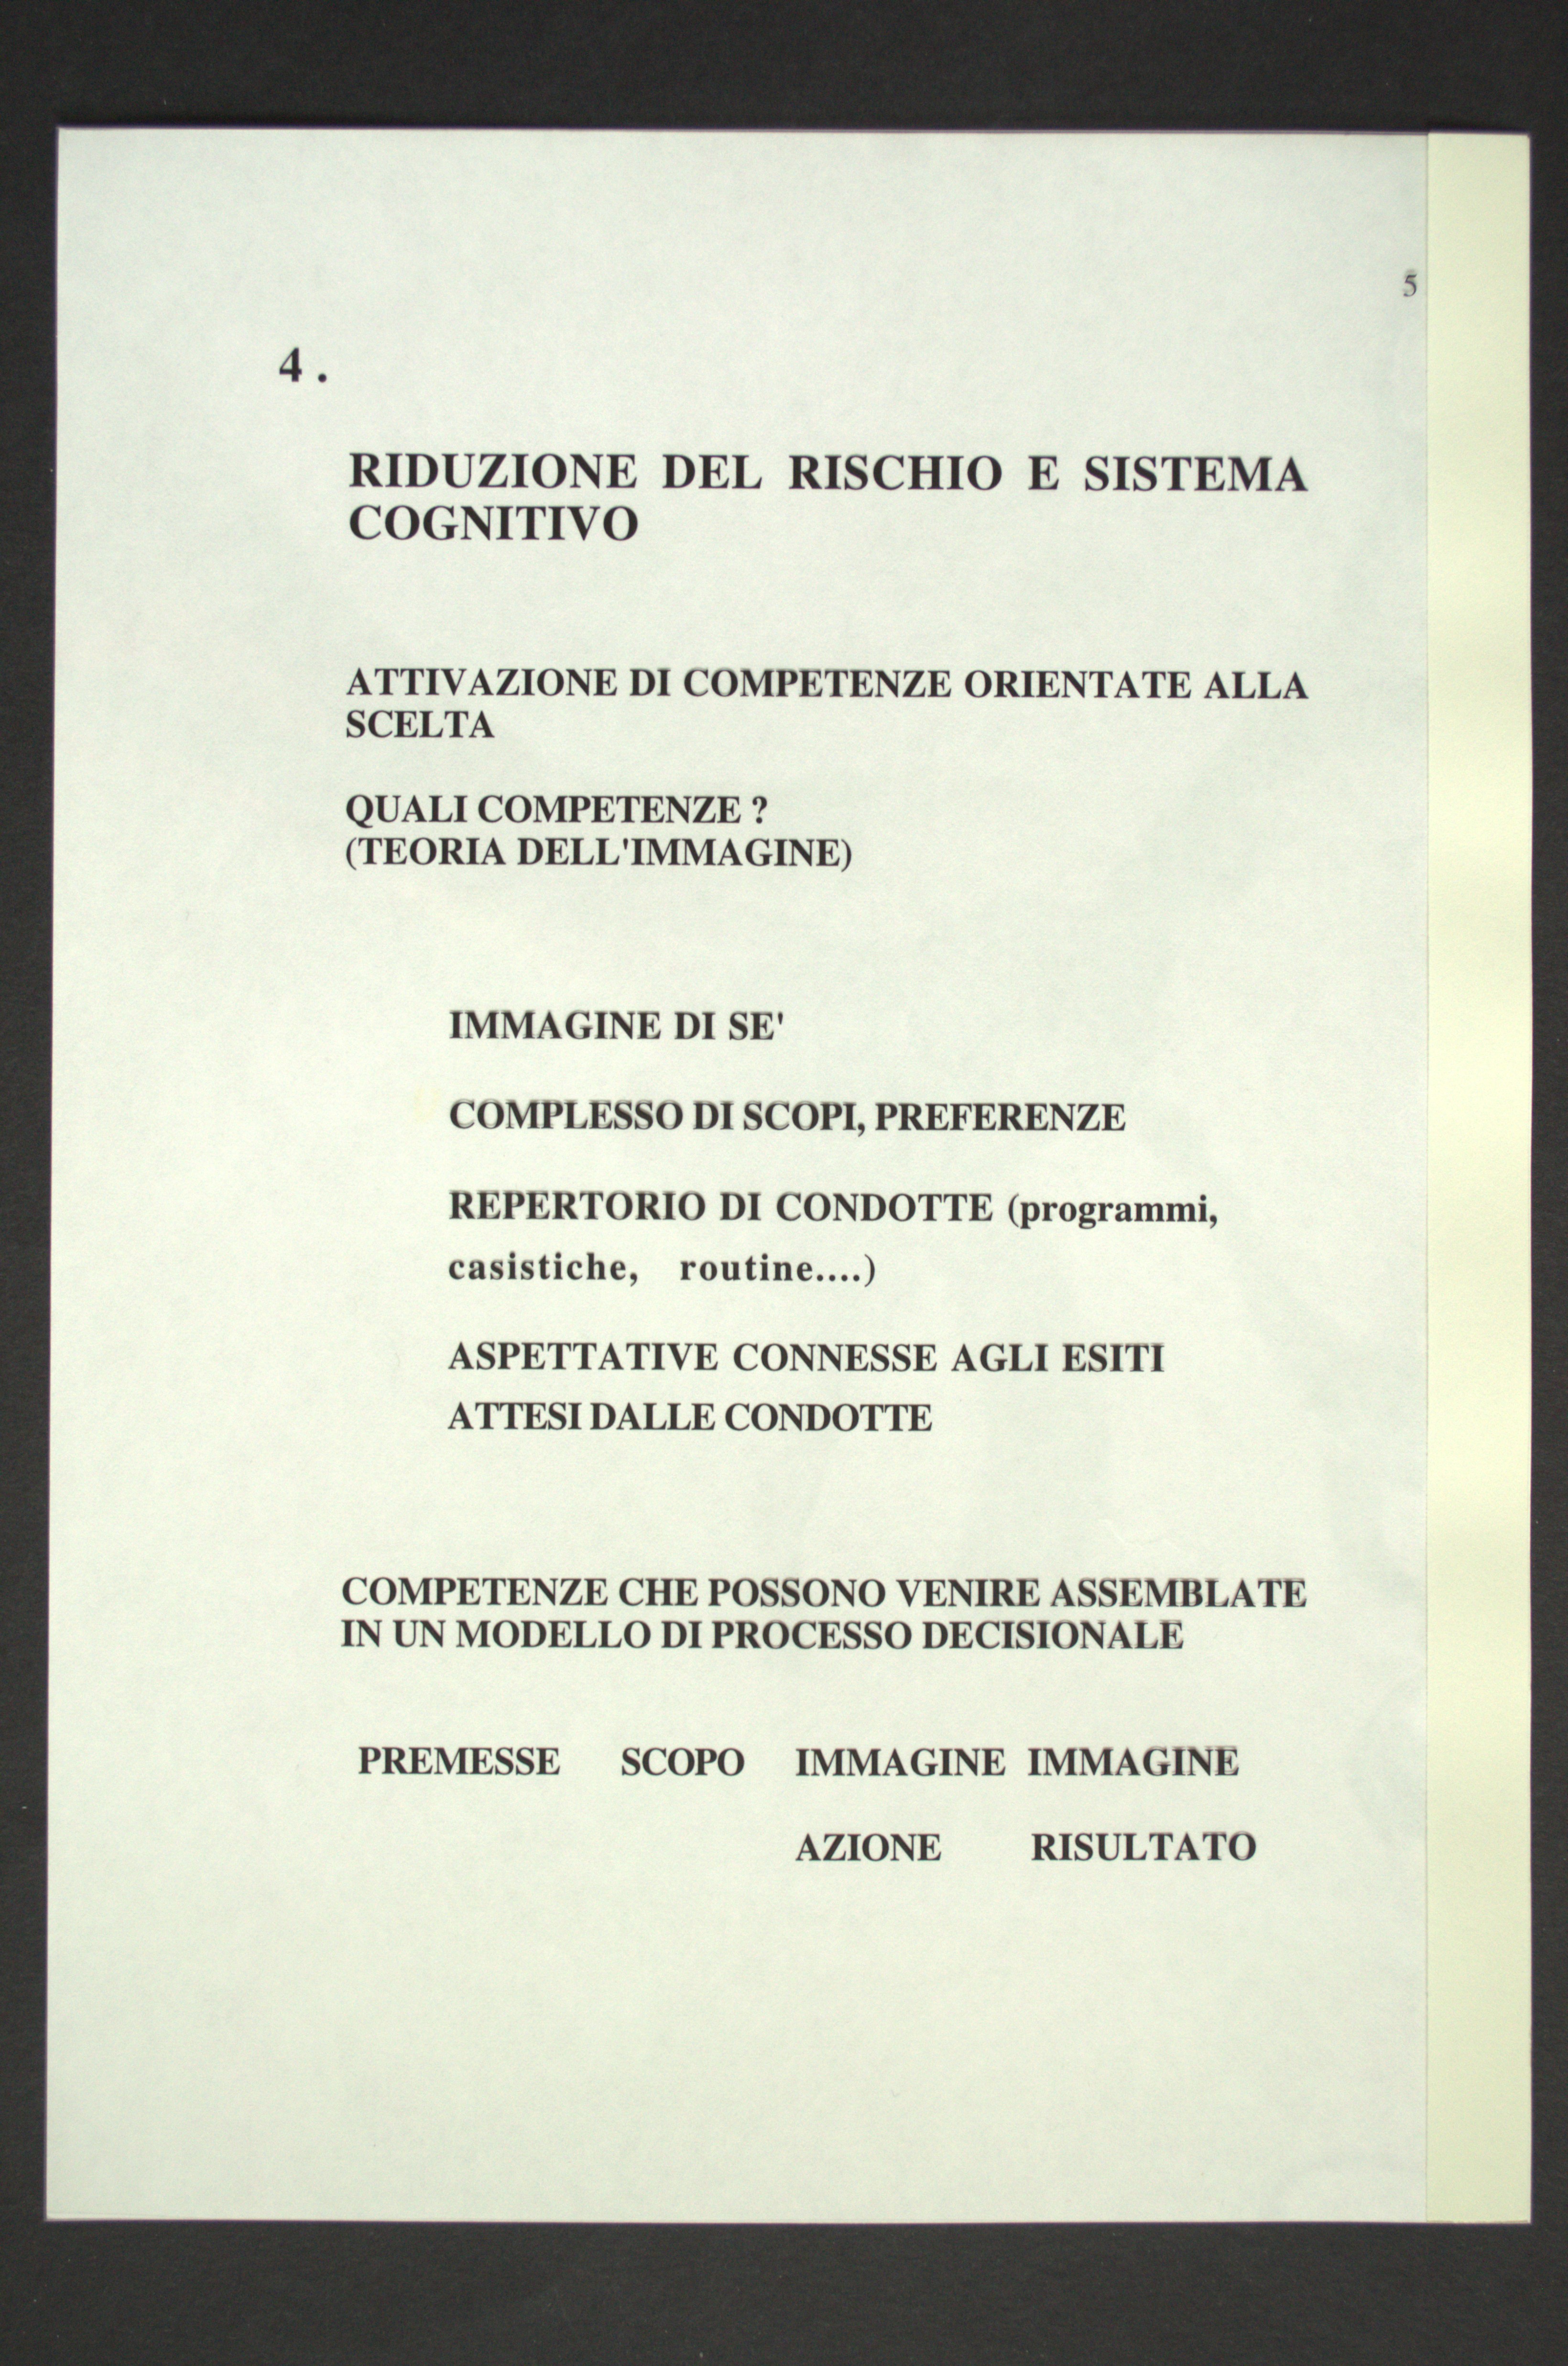 5
4 .
RIDUZIONE DEL RISCHIO E SISTEMA
COGNITIVO
ATTIVAZIONE DI COMPETENZE ORIENTATE ALLA
SCELTA
QUALI COMPETENZE ?
(TEORIA DELL'IMMAGINE)
IMMAGINE DI SE'
COMPLESSO DI SCOPI, PREFERENZE
REPERTORIO DI CONDOTTE (programmi,
casistiche, routine....)
ASPETTATIVE CONNESSE AGLI ESITI
ATTESI DALLE CONDOTTE
COMPETENZE CHE POSSONO VENIRE ASSEMBLATE
IN UN MODELLO DI PROCESSO DECISIONALE
PREMESSE SCOPO IMMAGINE IMMAGINE
AZIONE RISULTATO